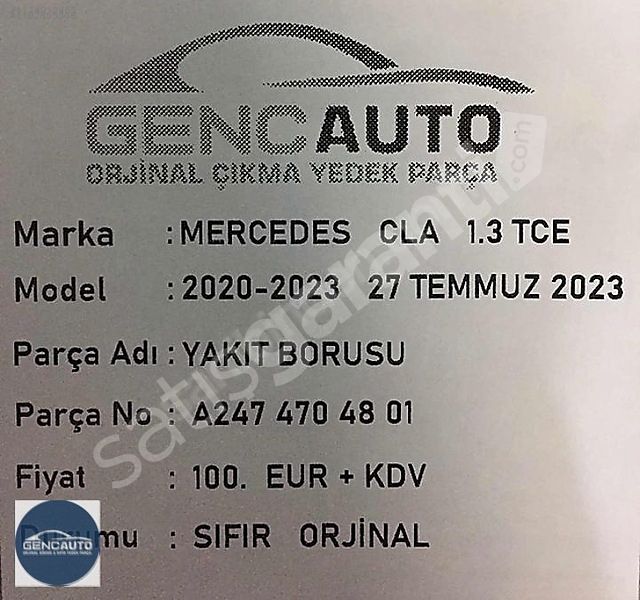 GENCAUTO
ORJİNAL ÇIKMA YEDEK PARÇA
Marka : MERCEDES CLA 1.3 TCE
Model : 2020-2023 27 TEMMUZ 2023
Parça Adı : YAKIT BORUSU
Parça No : A247 470 48 01
Fiyat : 100. EUR + KDV
Durumu : SIFIR ORJİNAL
GENCAUTO
satışgaranti.com